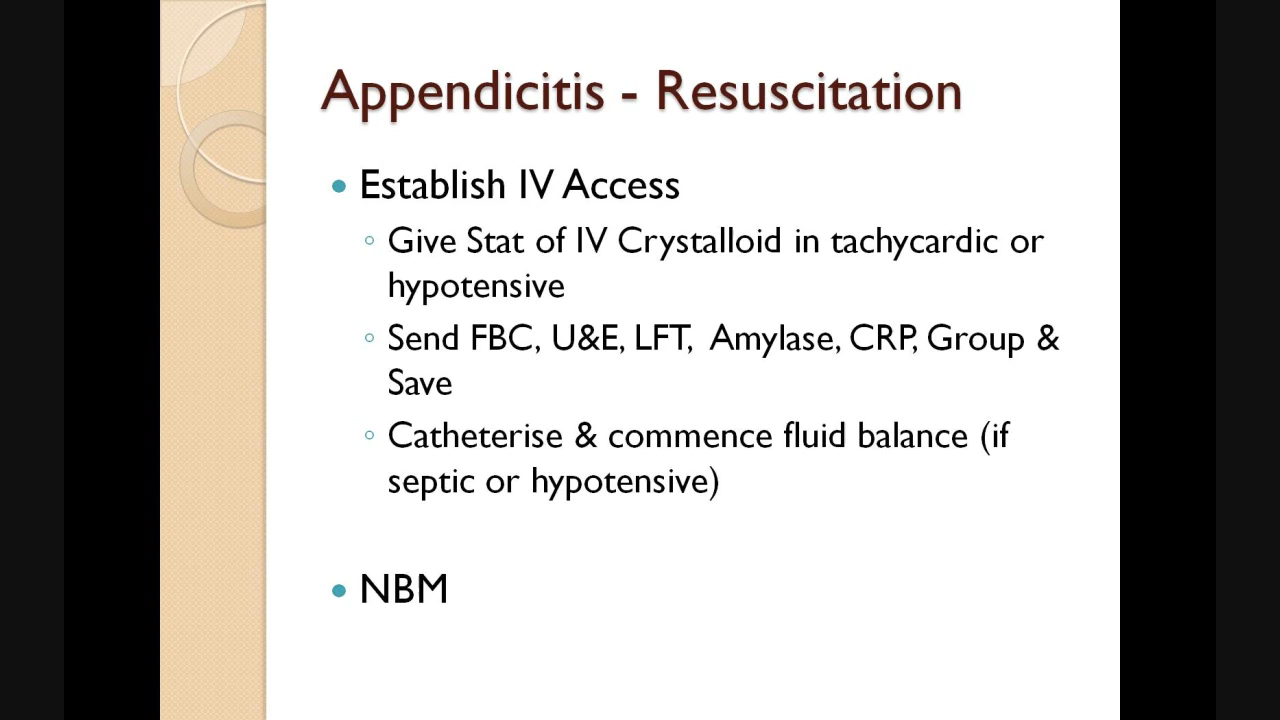 Appendicitis - Resuscitation
• Establish IV Access
◦ Give Stat of IV Crystalloid in tachycardic or
hypotensive
◦ Send FBC, U&E, LFT, Amylase, CRP, Group &
Save
◦ Catheterise & commence fluid balance (if
septic or hypotensive)
• NBM